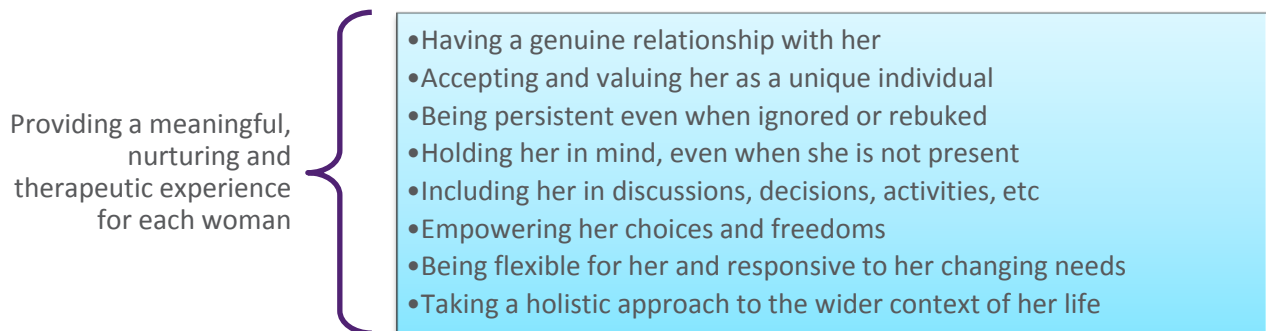 Providing a meaningful,
nurturing and
therapeutic experience
for each woman
•Having a genuine relationship with her
•Accepting and valuing her as a unique individual
•Being persistent even when ignored or rebuked
•Holding her in mind, even when she is not present
•Including her in discussions, decisions, activities, etc
•Empowering her choices and freedoms
•Being flexible for her and responsive to her changing needs
•Taking a holistic approach to the wider context of her life